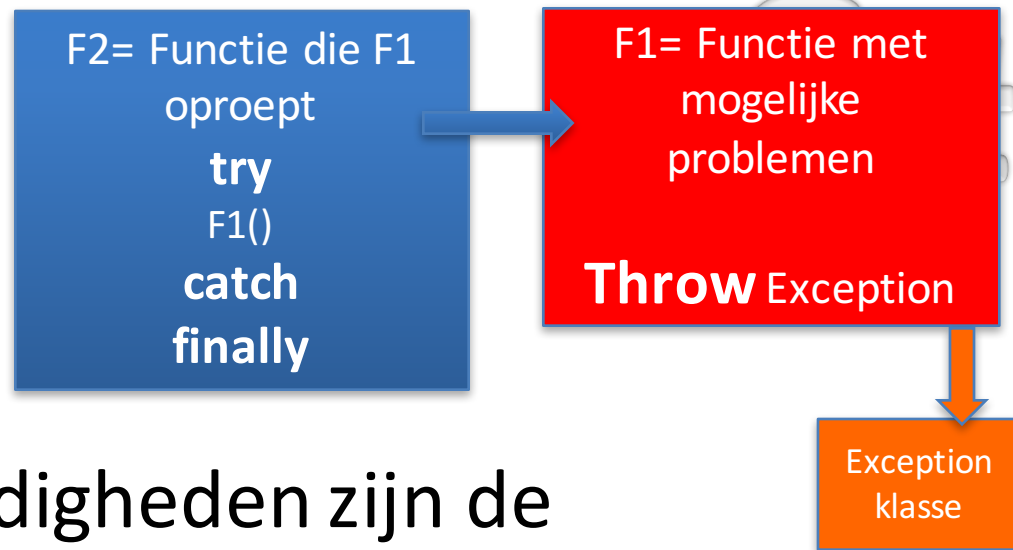 F2= Functie die F1
oproept
try
F1()
catch
finally
F1= Functie met
mogelijke
problemen
Throw Exception
Exception
klasse
digheden zijn de